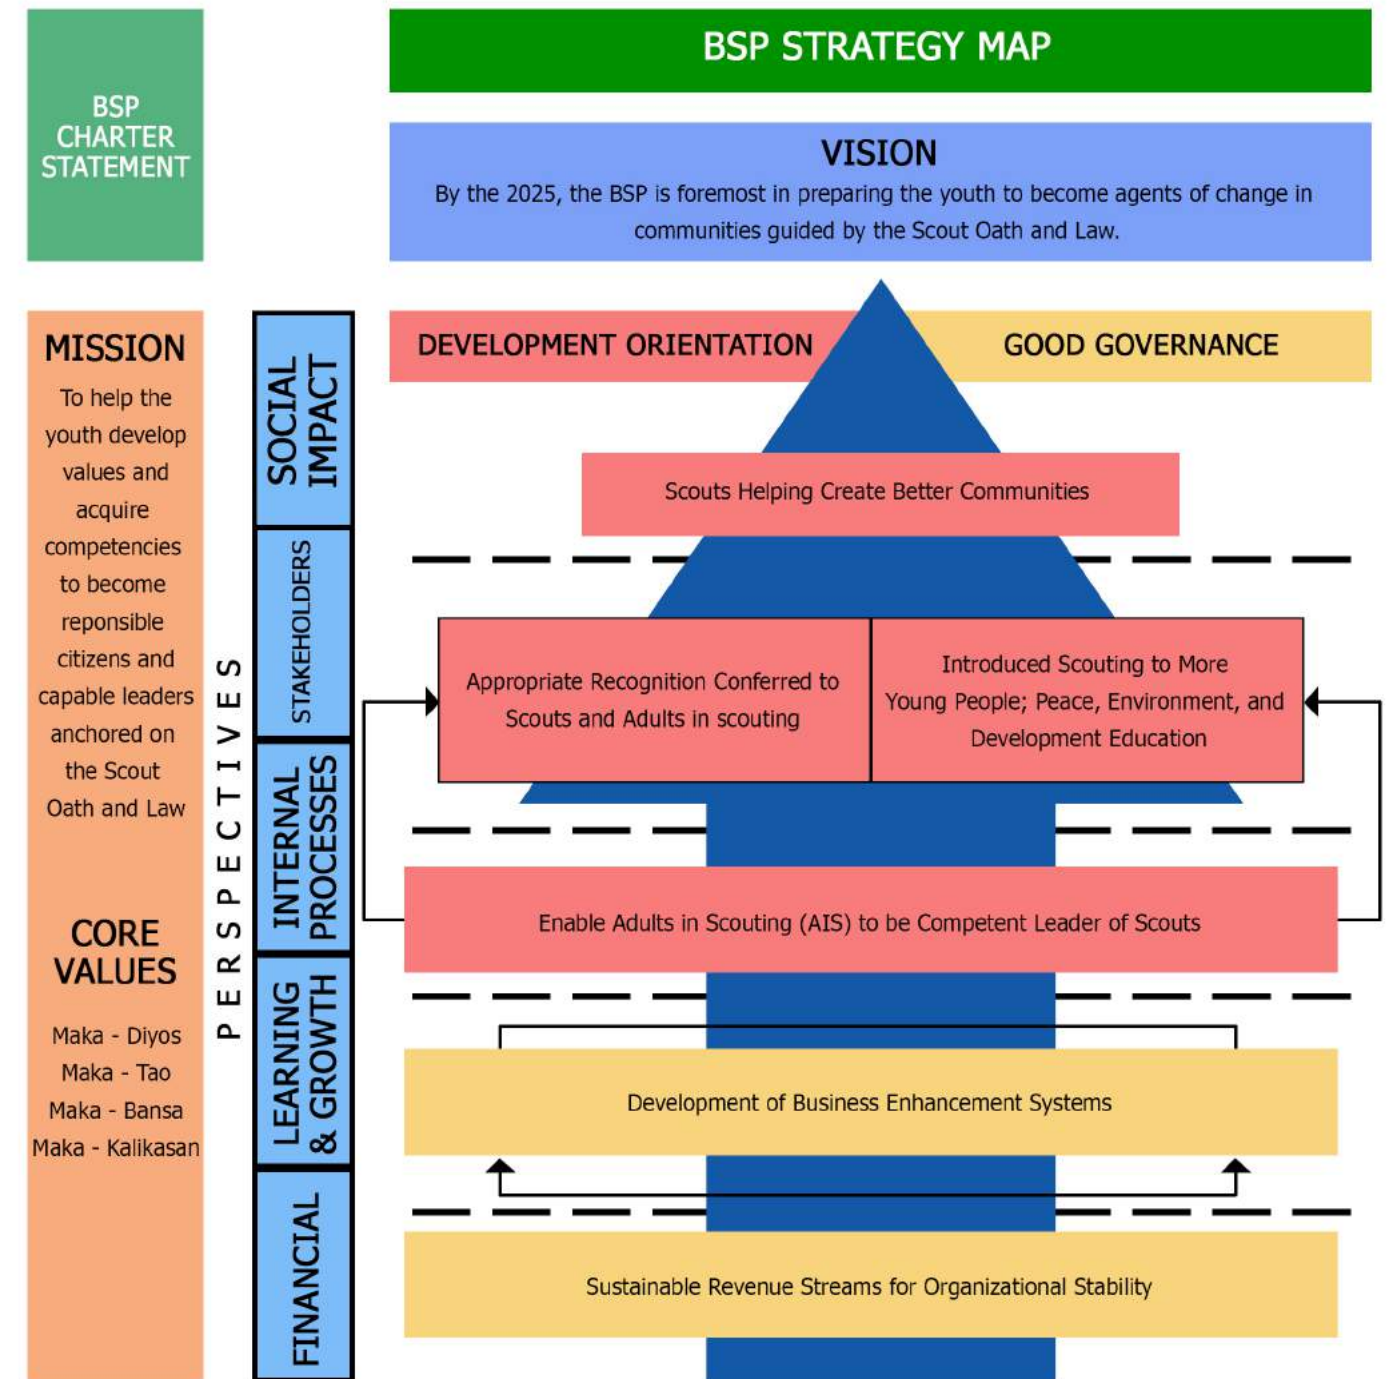 BSP
CHARTER
STATEMENT
BSP STRATEGY MAP
VISION
By the 2025, the BSP is foremost in preparing the youth to become agents of change in
communities guided by the Scout Oath and Law.
MISSION
To help the
youth develop
values and
acquire
competencies
to become
reponsible
citizens and
capable leaders
anchored on
the Scout
Oath and Law
CORE
VALUES
Maka - Diyos
Maka - Tao
Maka - Bansa
Maka - Kalikasan
PERSPECTIVES
SOCIAL
IMPACT
STAKEHOLDERS
INTERNAL
PROCESSES
LEARNING
& GROWTH
FINANCIAL
DEVELOPMENT ORIENTATION
GOOD GOVERNANCE
Scouts Helping Create Better Communities
Appropriate Recognition Conferred to
Scouts and Adults in scouting
Introduced Scouting to More
Young People; Peace, Environment, and
Development Education
Enable Adults in Scouting (AIS) to be Competent Leader of Scouts
Development of Business Enhancement Systems
Sustainable Revenue Streams for Organizational Stability